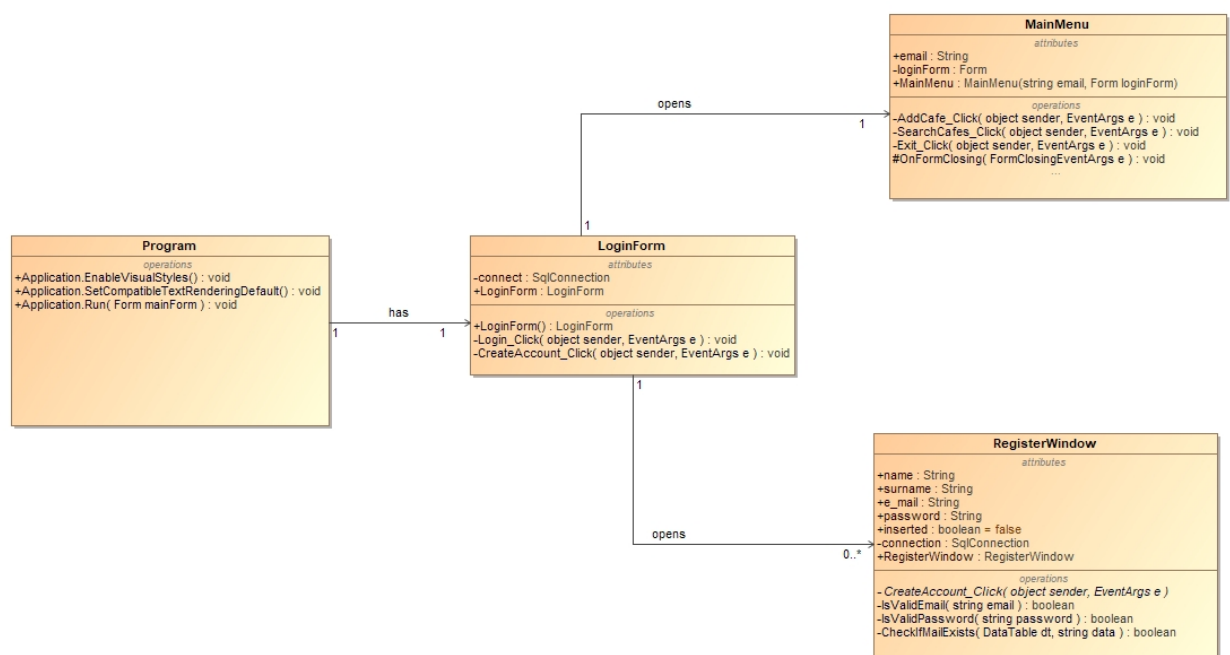 MainMenu
attributes
+email : String
-loginForm : Form
+MainMenu : MainMenu(string email, Form loginForm)
operations
-AddCafe_Click( object sender, EventArgs e ) : void
-SearchCafes_Click( object sender, EventArgs e ) : void
-Exit_Click( object sender, EventArgs e ) : void
#OnFormClosing( FormClosingEventArgs e ) : void
...
opens
1
1
Program
operations
+Application.EnableVisualStyles() : void
+Application.SetCompatibleTextRenderingDefault() : void
+Application.Run( Form mainForm ) : void
has
1
1
LoginForm
attributes
-connect : SqlConnection
+LoginForm : LoginForm
operations
+LoginForm() : LoginForm
-Login_Click( object sender, EventArgs e ) : void
-CreateAccount_Click( object sender, EventArgs e ) : void
1
opens
0..*
RegisterWindow
attributes
+name : String
+surname : String
+e_mail : String
+password : String
+inserted : boolean = false
-connection : SqlConnection
+RegisterWindow : RegisterWindow
operations
- CreateAccount_Click( object sender, EventArgs e )
-IsValidEmail( string email ) : boolean
-IsValidPassword( string password ) : boolean
-CheckIfMailExists( DataTable dt, string data ) : boolean